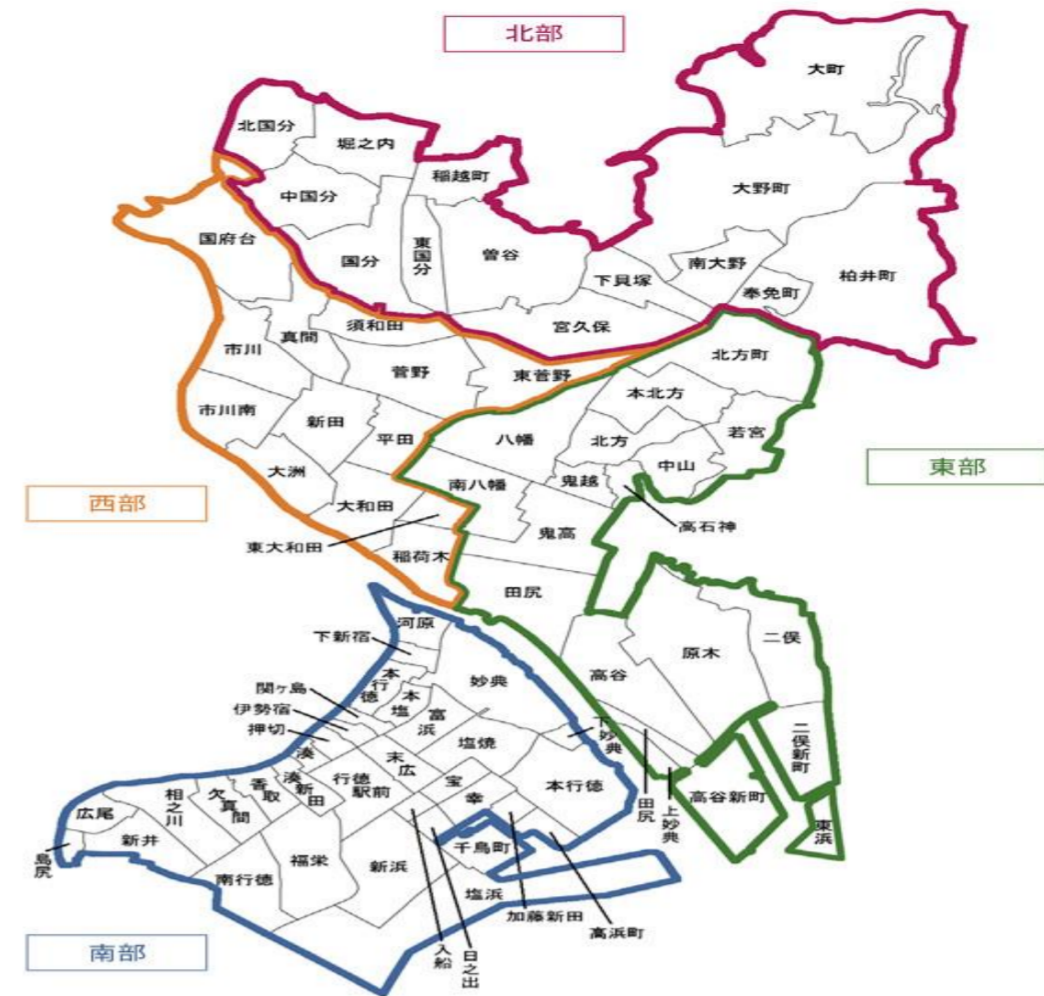 北部
大町
北国分
堀之内
稲越町
中国分
大野町
国府台
国分
東国分
曽谷
南大野
下貝塚
奉免町
柏井町
宮久保
須和田
真間
市川
菅野
東菅野
北方町
本北方
市川南
新田
平田
八幡
北方
若宮
中山
大洲
南八幡
鬼越
東部
西部
大和田
高石神
東大和田
鬼高
稲荷木
田尻
河原
下新宿
二俣
原木
高谷
妙典
本行徳
本塩
関ヶ島
伊勢宿
富浜
押切
下妙典
塩焼
湊
末広
二俣新町
湊新田
行徳駅前
宝
本行徳
香取
欠真間
相之川
幸
高谷新町
広尾
田尻
上妙典
東浜
新井
千鳥町
島尻
福栄
新浜
南行徳
塩浜
加藤新田
高浜町
南部
入船
日之出